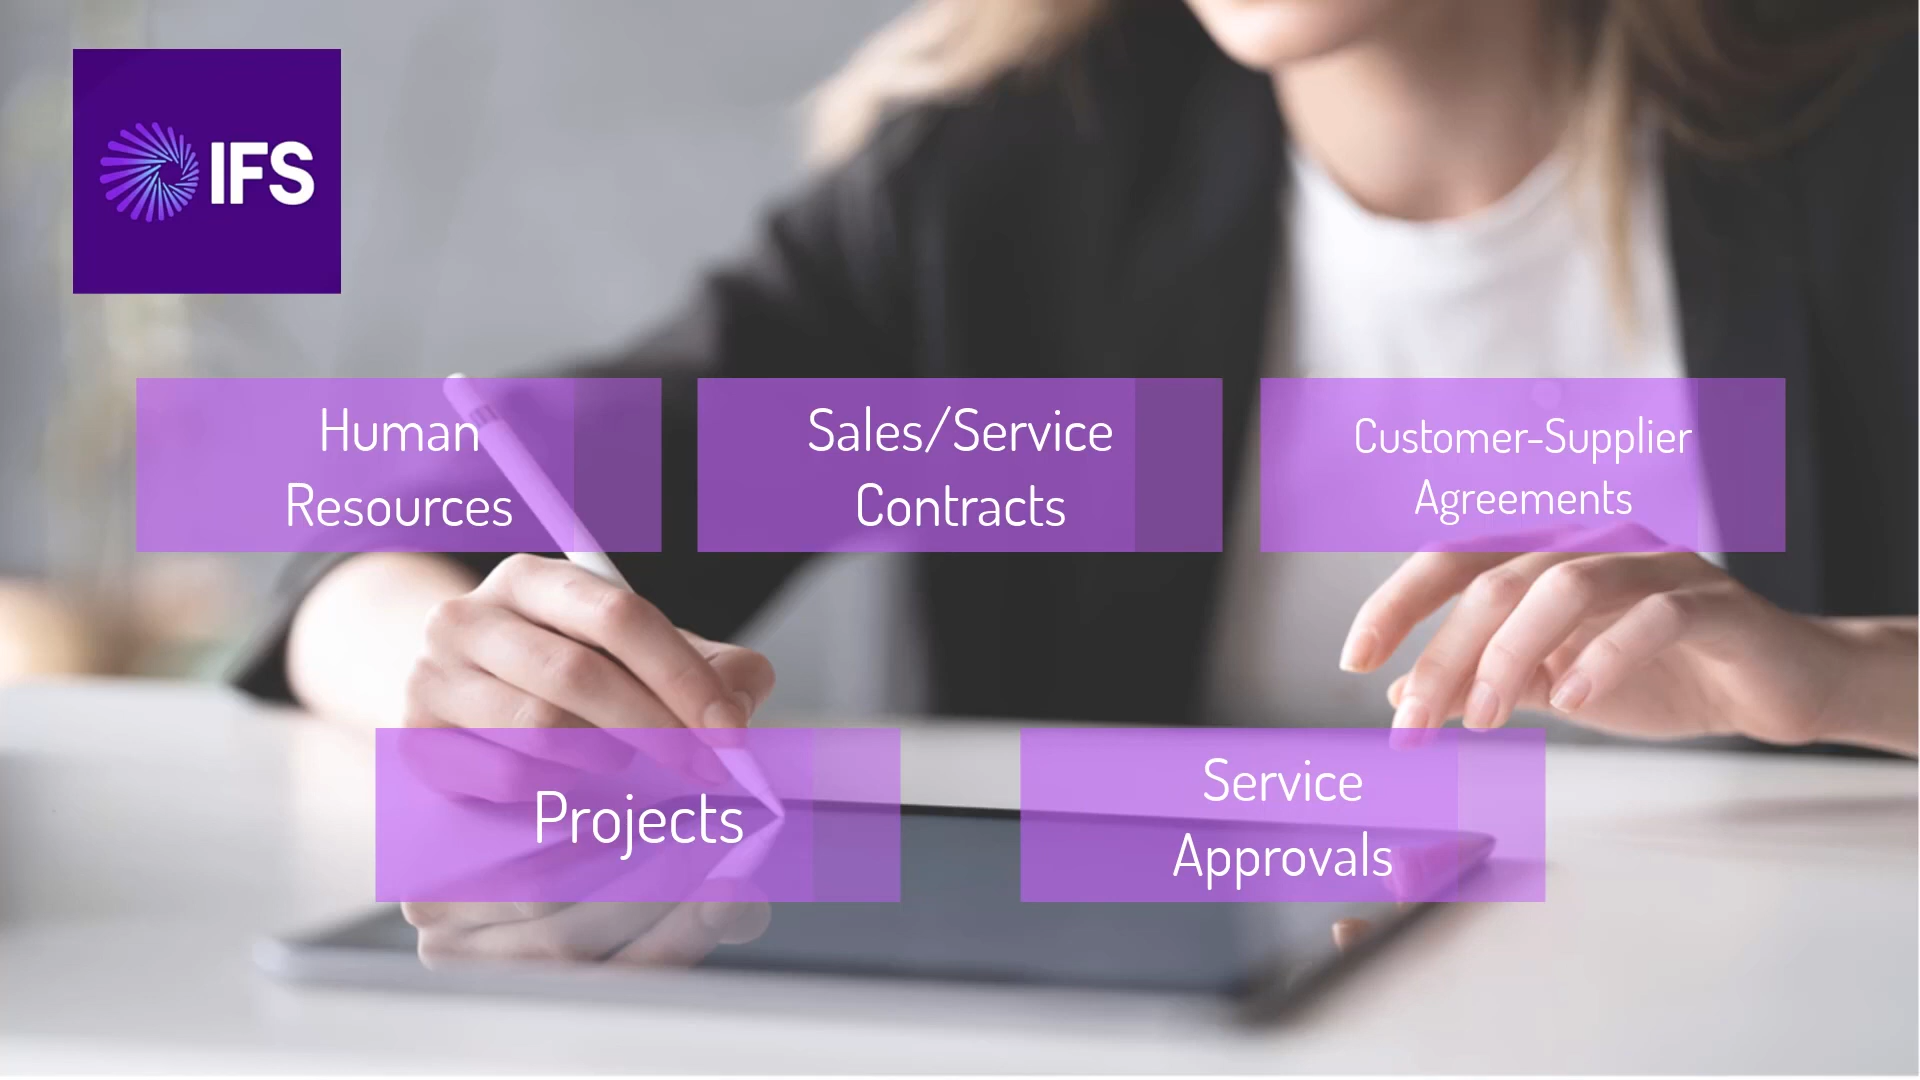 IFS
Human
Resources
Sales/Service
Contracts
Customer-Supplier
Agreements
Projects
Service
Approvals